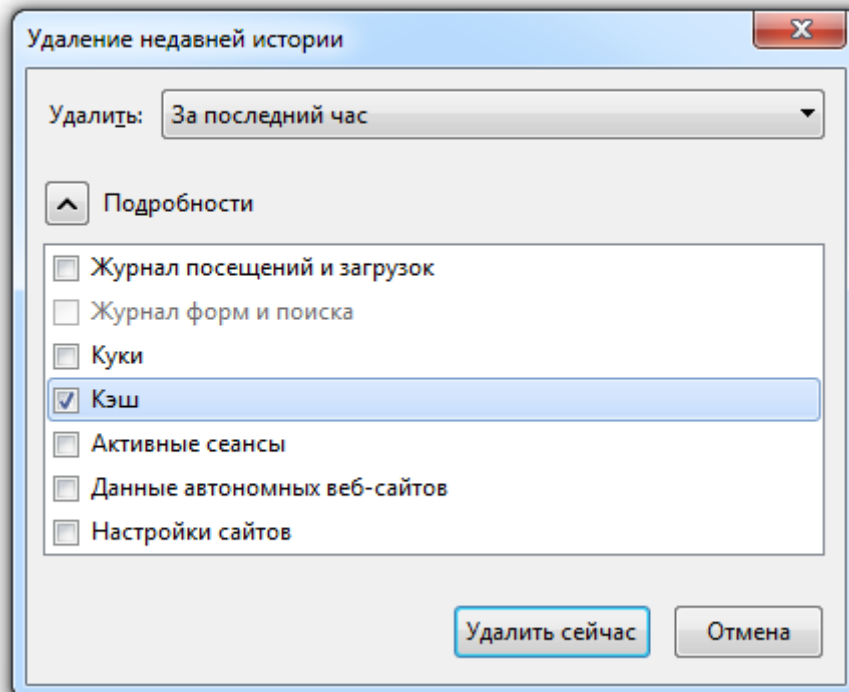 Удаление недавней истории
Удалить: За последний час
Подробности
Журнал посещений и загрузок
Журнал форм и поиска
Куки
Кэш
Активные сеансы
Данные автономных веб-сайтов
Настройки сайтов
Удалить сейчас Отмена